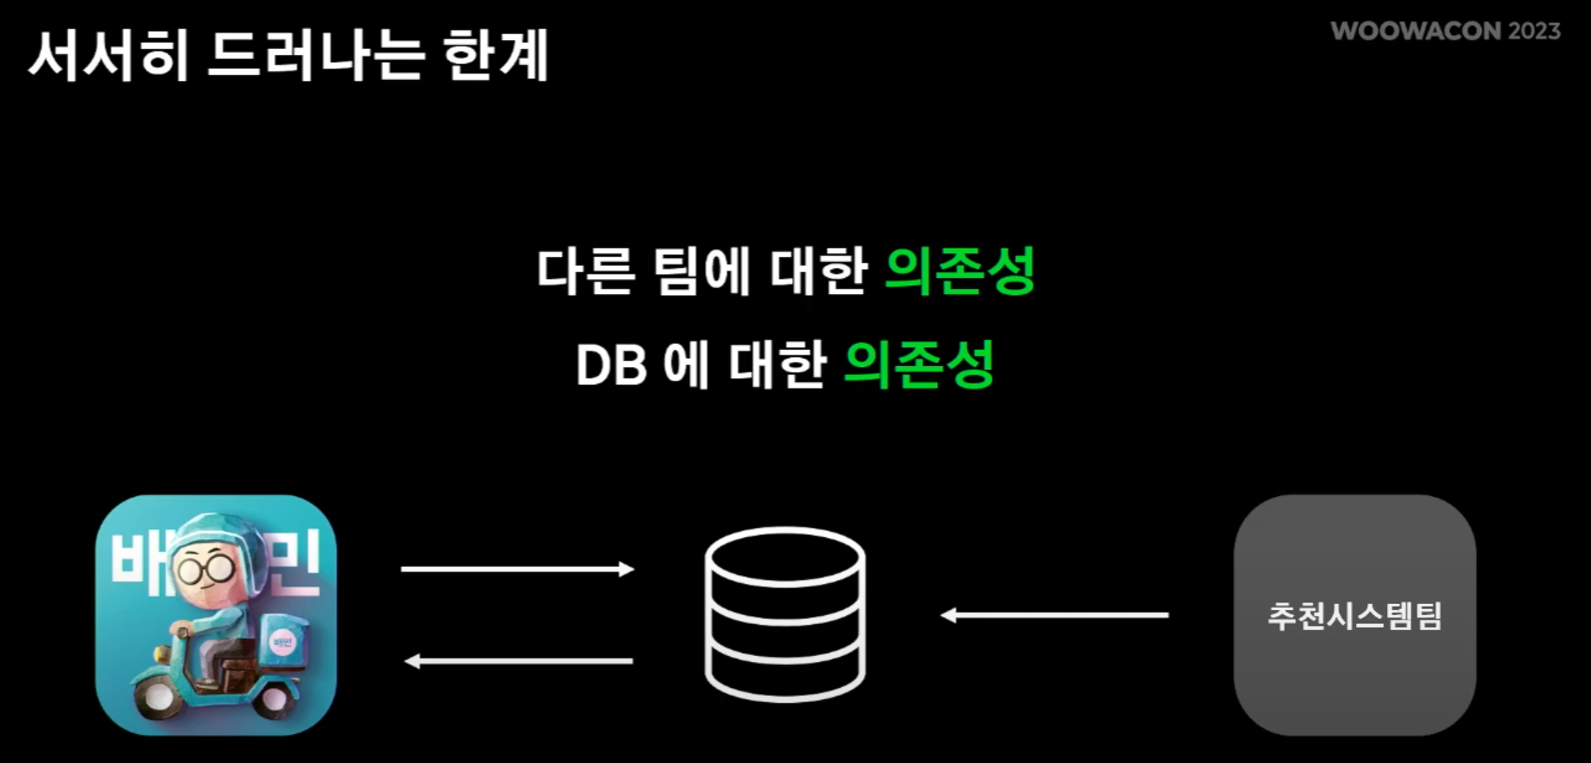 서서히 드러나는 한계
WOOWACON 2023
다른 팀에 대한 의존성
DB 에 대한 의존성
배민
추천시스템팀